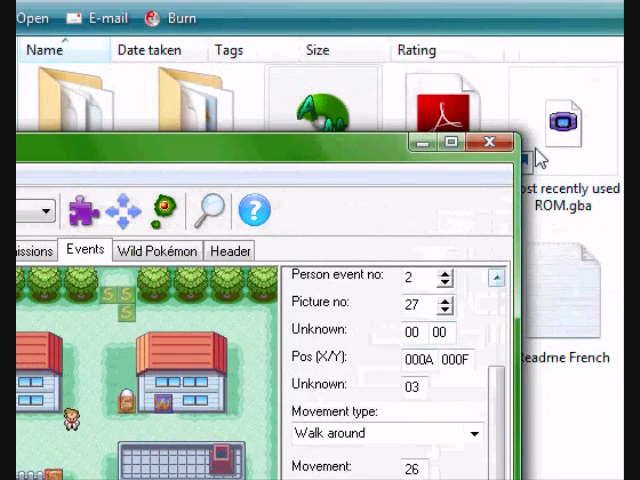 Open E-mail Burn
Name Date taken Tags Size Rating
ost recently used
ROM.gba
Readme French
issions Events Wild Pokémon Header
Person event no: 2
Picture no: 27
Unknown: 00 00
Pos (X/Y): 000A 000F
Unknown: 03
Movement type:
Walk around
Movement: 26
S
S
S
S
W